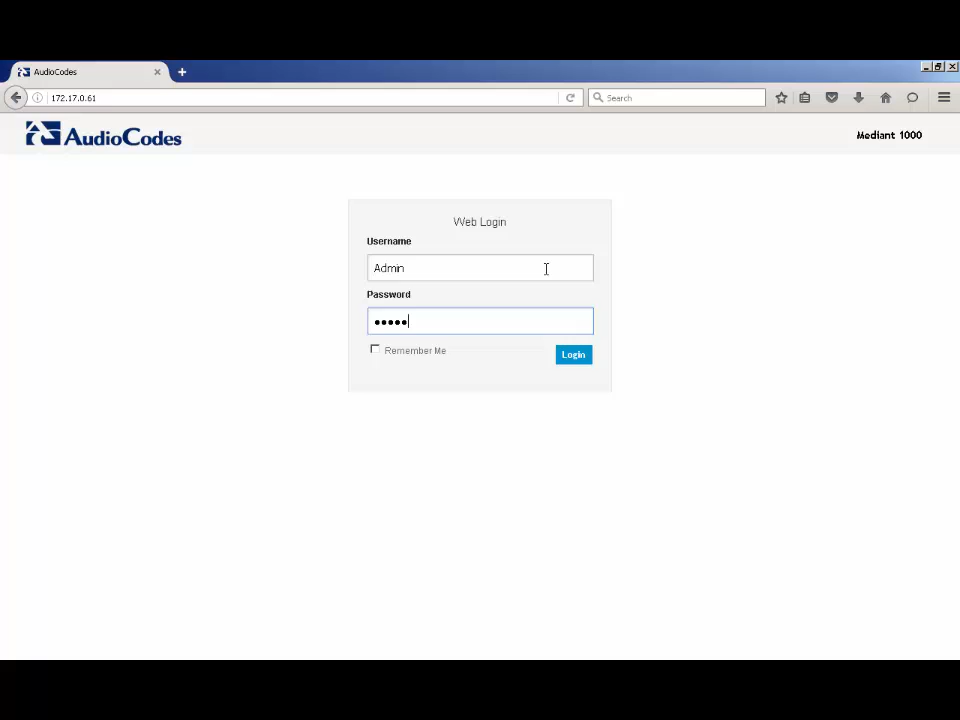 AudioCodes
172.17.0.61
Search
AudioCodes
Mediant 1000
Web Login
Username
Admin
Password
•••••
Remember Me
Login